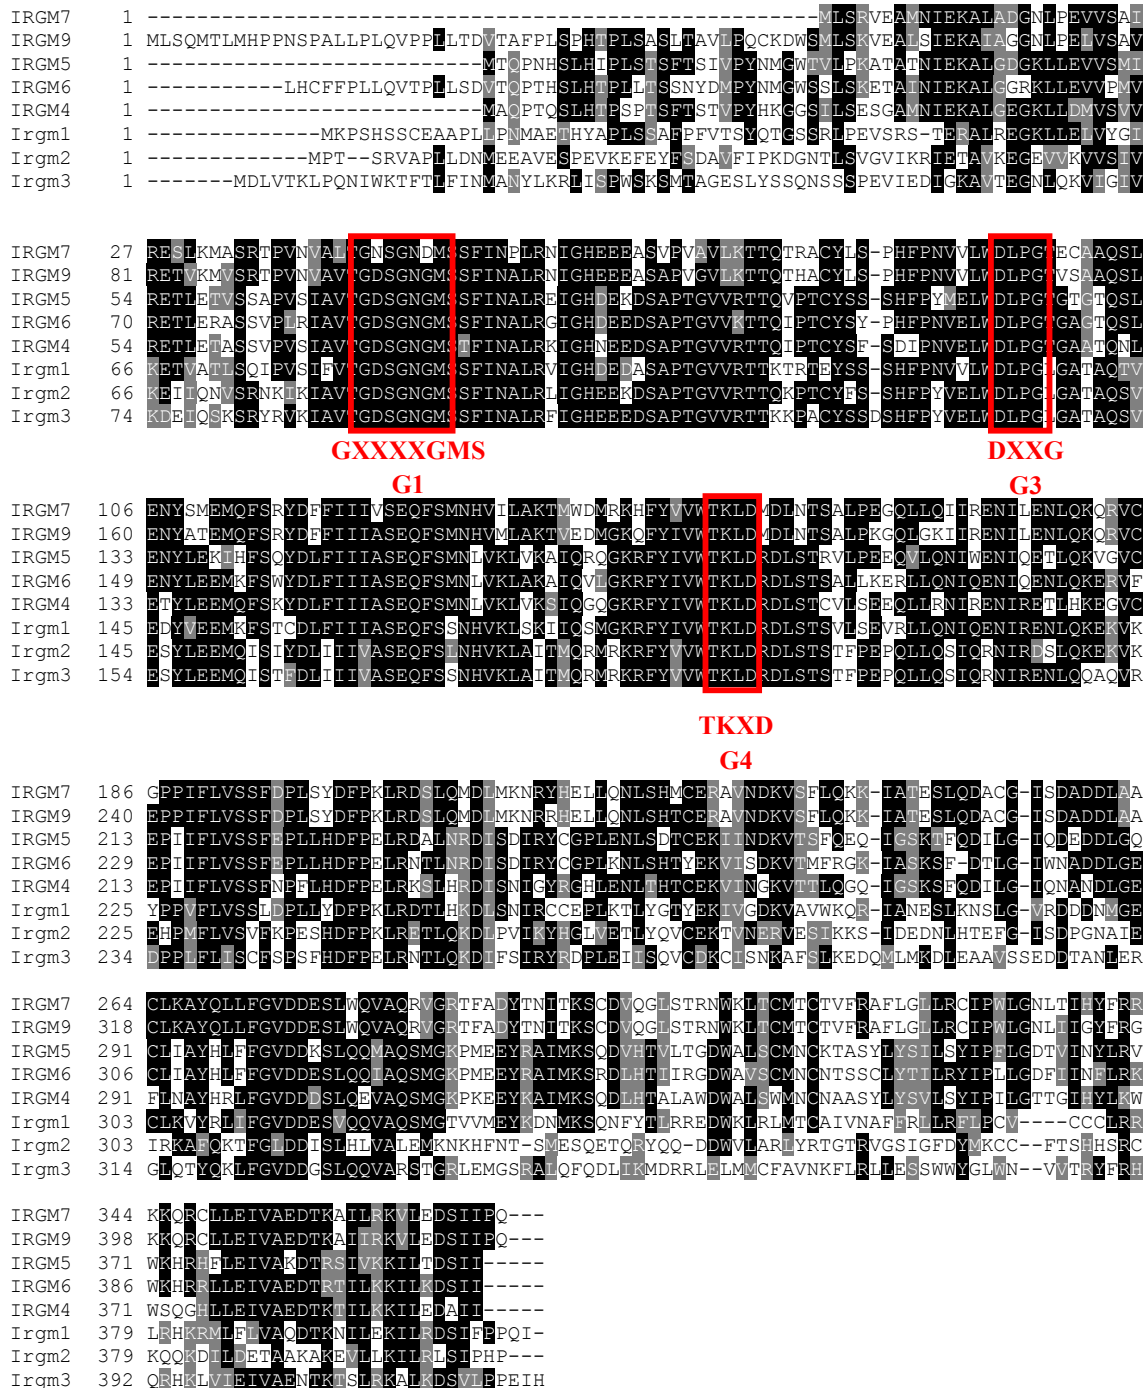 IRGM7 1 --------------------------------------------------------MLSRVEAMNIEKALADGNLPEVVSAI
IRGM9 1 MLSQMTLMHPPNSPALLPLQVPPLLTDVTAFPLSPHTPLSASLTAVLPQCKDWSMLSKVEALSIEKAIAGGNLPELVSAV
IRGM5 1 ----------------------------MTQPNHSLHIPLSTSFTSIVPYNMGWTVLPKATATNIEKALGDGKLLEVVSMI
IRGM6 1 -----------LHCFFPLLQVTPLLSDVTQPTHSLHTPLLTSSNYDMPYNMGWSSLSKETAINIEKALGGRKLLEVVPMV
IRGM4 1 ----------------------------MAQPTQSLHTPSPTSFTSTVPYHKGGSILSESGAMNIEKALGEGKLLDMVSVV
Irgm1 1 --------------MKPSHSSCEAAPLLPNMAETHYAPLSSAFPFVTSYQTGSSRLPEVSRS-TERALREGKLLELVYGI
Irgm2 1 -------------MPT--SRVAPLLDNMEEAVESPEVKEFEYFSDAVFIPKDGNTLSVGVIKRIETAVKEGEVVKVVSIV
Irgm3 1 -------MDLVTKLPQNIWKTFTLFINMANYLKRLISPWSKSMTAGESLYSSQNSSSPEVIEDIGKAVTEGNLQKVIGIV
IRGM7 27 RESLKMASRTPVNVALTGNSGNDMSSFINPLRNIGHEEEASVPVAVLKTTQTRACYLS-PHFPNVVLWDLPGTECAAQSL
IRGM9 81 RETVKMVSRTPVNVAVTGDSGNGMSSFINALRNIGHEEEASAPVGVLKTTQTHACYLS-PHFPNVVLWDLPGTVSAAQSL
IRGM5 54 RETLETVSSAPVSIAVTGDSGNGMSSFINALREIGHDEKDSAPTGVVRTTQVPTCYSS-SHFPYMELWDLPGTGTGTQSL
IRGM6 70 RETLERASSVPLRIAVTGDSGNGMSSFINALRGIGHDEEDSAPTGVVKTTQIPTCYSY-PHFPNVELWDLPGTGAGTQSL
IRGM4 54 RETLETASSVPVSIAVTGDSGNGMSTFINALRKIGHNEEDSAPTGVVRTTQIPTCYSF-SDIPNVELWDLPGTGAATQNL
Irgm1 66 KETVATLSQIPVSIFVTGDSGNGMSSFINALRVIGHDEDASAPTGVVRTTKTRTEYSS-SHFPNVVLWDLPGLGATAQTV
Irgm2 66 KEIIQNVSRNKIKIAVTGDSGNGMSSFINALRLIGHEEKDSAPTGVVRTTQKPTCYFS-SHFPYVELWDLPGLGATAQSV
Irgm3 74 KDEIQSKSRYRVKIAVTGDSGNGMSSFINALRFIGHEEEDSAPTGVVRTTKKPACYSSDSHFPYVELWDLPGLGATAQSV
GXXXXGMS DXXG
G1 G3
IRGM7 106 ENYSMEMQFSRYDFFIIIVSEQFSMNHVILAKTMWDMRKHFYVVWTKLDMDLNTSALPEGQLLQIIRENILENLQKQRVC
IRGM9 160 ENYATEMQFSRYDFFIIIASEQFSMNHVMLAKTVEDMGKQFYIVWTKLDMDLNTSALPKGQLGKIIRENILENLQKQRVC
IRGM5 133 ENYLEKIHFSQYDLFIIIASEQFSMNLVKLVKAIQRQGKRFYIVWTKLDRDLSTRVLPEEQVLQNIWENIQETLQKVGVC
IRGM6 149 ENYLEEMKFSWYDLFIIIASEQFSMNLVKLAKAIQVLGKRFYIVWTKLDRDLSTSALLKERLLQNIQENIQENLQKERVF
IRGM4 133 ETYLEEMQFSKYDLFIIIASEQFSMNLVKLVKSIQGQGKRFYIVWTKLDRDLSTCVLSEEQLLRNIRENIRETLHKEGVC
Irgm1 145 EDYVEEMKFSTCDLFIIIASEQFSSNHVKLSKIIQSMGKRFYIVWTKLDRDLSTSVLSEVRLLQNIQENIRENLQKEKVK
Irgm2 145 ESYLEEMQISIYDLIIIVASEQFSLNHVKLAITMQRMRKRFYVVWTKLDRDLSTSTFPEPQLLQSIQRNIRDSLQKEKVK
Irgm3 154 ESYLEEMQISTFDLIIIVASEQFSSNHVKLAITMQRMRKRFYVVWTKLDRDLSTSTFPEPQLLQSIQRNIRENLQQAQVR
TKXD
G4
IRGM7 186 GPPIFLVSSFDPLSYDFPKLRDSLQMDLMKNRYHELLQNLSHMCERAVNDKVSFLQKK-IATESLQDACG-ISDADDLAA
IRGM9 240 EPPIFLVSSFDPLSYDFPKLRDSLQMDLMKNRRHELLQNLSHTCERAVNDKVSFLQKK-IATESLQDACG-ISDADDLAA
IRGM5 213 EPIIFLVSSFEPLLHDFPELRDALNRDISDIRYCGPLENLSDTCEKIINDKVTSFQEQ-IGSKTFQDILG-IQDEDDLGQ
IRGM6 229 EPIIFLVSSFEPLLHDFPELRNTLNRDISDIRYCGPLKNLSHTYEKVISDKVTMFRGK-IASKSF-DTLG-IWNADDLGE
IRGM4 213 EPIIFLVSSFNPFLHDFPELRKSLHRDISNIGYRGHLENLTHTCEKVINGKVTTLQGQ-IGSKSFQDILG-IQNANDLGE
Irgm1 225 YPPVFLVSSLDPLLYDFPKLRDTLHKDLSNIRCCEPLKTLYGTYEKIVGDKVAVWKQR-IANESLKNSLG-VRDDDNMGE
Irgm2 225 EHPMFLVSVFKPESHDFPKLRETLQKDLPVIKYHGLVETLYQVCEKTVNERVESIKKS-IDEDNLHTEFG-ISDPGNAIE
Irgm3 234 DPPLFLISCFSPSFHDFPELRNTLQKDIFSIRYRDPLEIISQVCDKCISNKAFSLKEDQMLMKDLEAAVSSEDDTANLER
IRGM7 264 CLKAYQLLFGVDDESLWQVAQRVGRTFADYTNITKSCDVQGLSTRNWKLTCMTCTVFRAFLGLLRCIPWLGNLTIHYFRR
IRGM9 318 CLKAYQLLFGVDDESLWQVAQRVGRTFADYTNITKSCDVQGLSTRNWKLTCMTCTVFRAFLGLLRCIPWLGNLIIGYFRG
IRGM5 291 CLIAYHLFFGVDDKSLQQMAQSMGKPMEEYRAIMKSQDVHTVLTGDWALSCMNCKTASYLYSILSYIPFLGDTVINYLRV
IRGM6 306 CLIAYHLFFGVDDESLQQIAQSMGKPMEEYRAIMKSRDLHTIIRGDWAVSCMNCNTSSCLYTILRYIPLLGDFIINFLRK
IRGM4 291 FLNAYHRLFGVDDDSLQEVAQSMGKPKEEYKAIMKSQDLHTALAWDWALSWMNCNAASYLYSVLSYIPILGTTGIHYLKW
Irgm1 303 CLKVYRLIFGVDDESVQQVAQSMGTVVMEYKDNMKSQNFYTLRREDWKLRLMTCAIVNAFFRLLRFLPCV----CCCLRR
Irgm2 303 IRKAFQKTFGLDDISLHLVALEMKNKHFNT-SMESQETQRYQQ-DDWVLARLYRTGTRVGSIGFDYMKCC--FTSHHSRC
Irgm3 314 GLQTYQKLFGVDDGSLQQVARSTGRLEMGSRALQFQDLIKMDRRLELMMCFAVNKFLRLLESSWWYGLWN--VVTRYFRH
IRGM7 344 KKQRCLLEIVAEDTKAILRKVLEDSIIPQ---
IRGM9 398 KKQRCLLEIVAEDTKAIIRKVLEDSIIPQ---
IRGM5 371 WKHRHFLEIVAKDTRSIVKKILTDSII-----
IRGM6 386 WKHRRLLEIVAEDTRTILKKILKDSII-----
IRGM4 371 WSQGHLLEIVAEDTKTILKKILEDAII-----
Irgm1 379 LRHKRMLFLVAQDTKNILEKILRDSIFPPQI-
Irgm2 379 KQQKDILDETAAKAKEVLLKILRLSIPHP---
Irgm3 392 QRHKLVIEIVAENTKTSLRKALKDSVLPPEIH